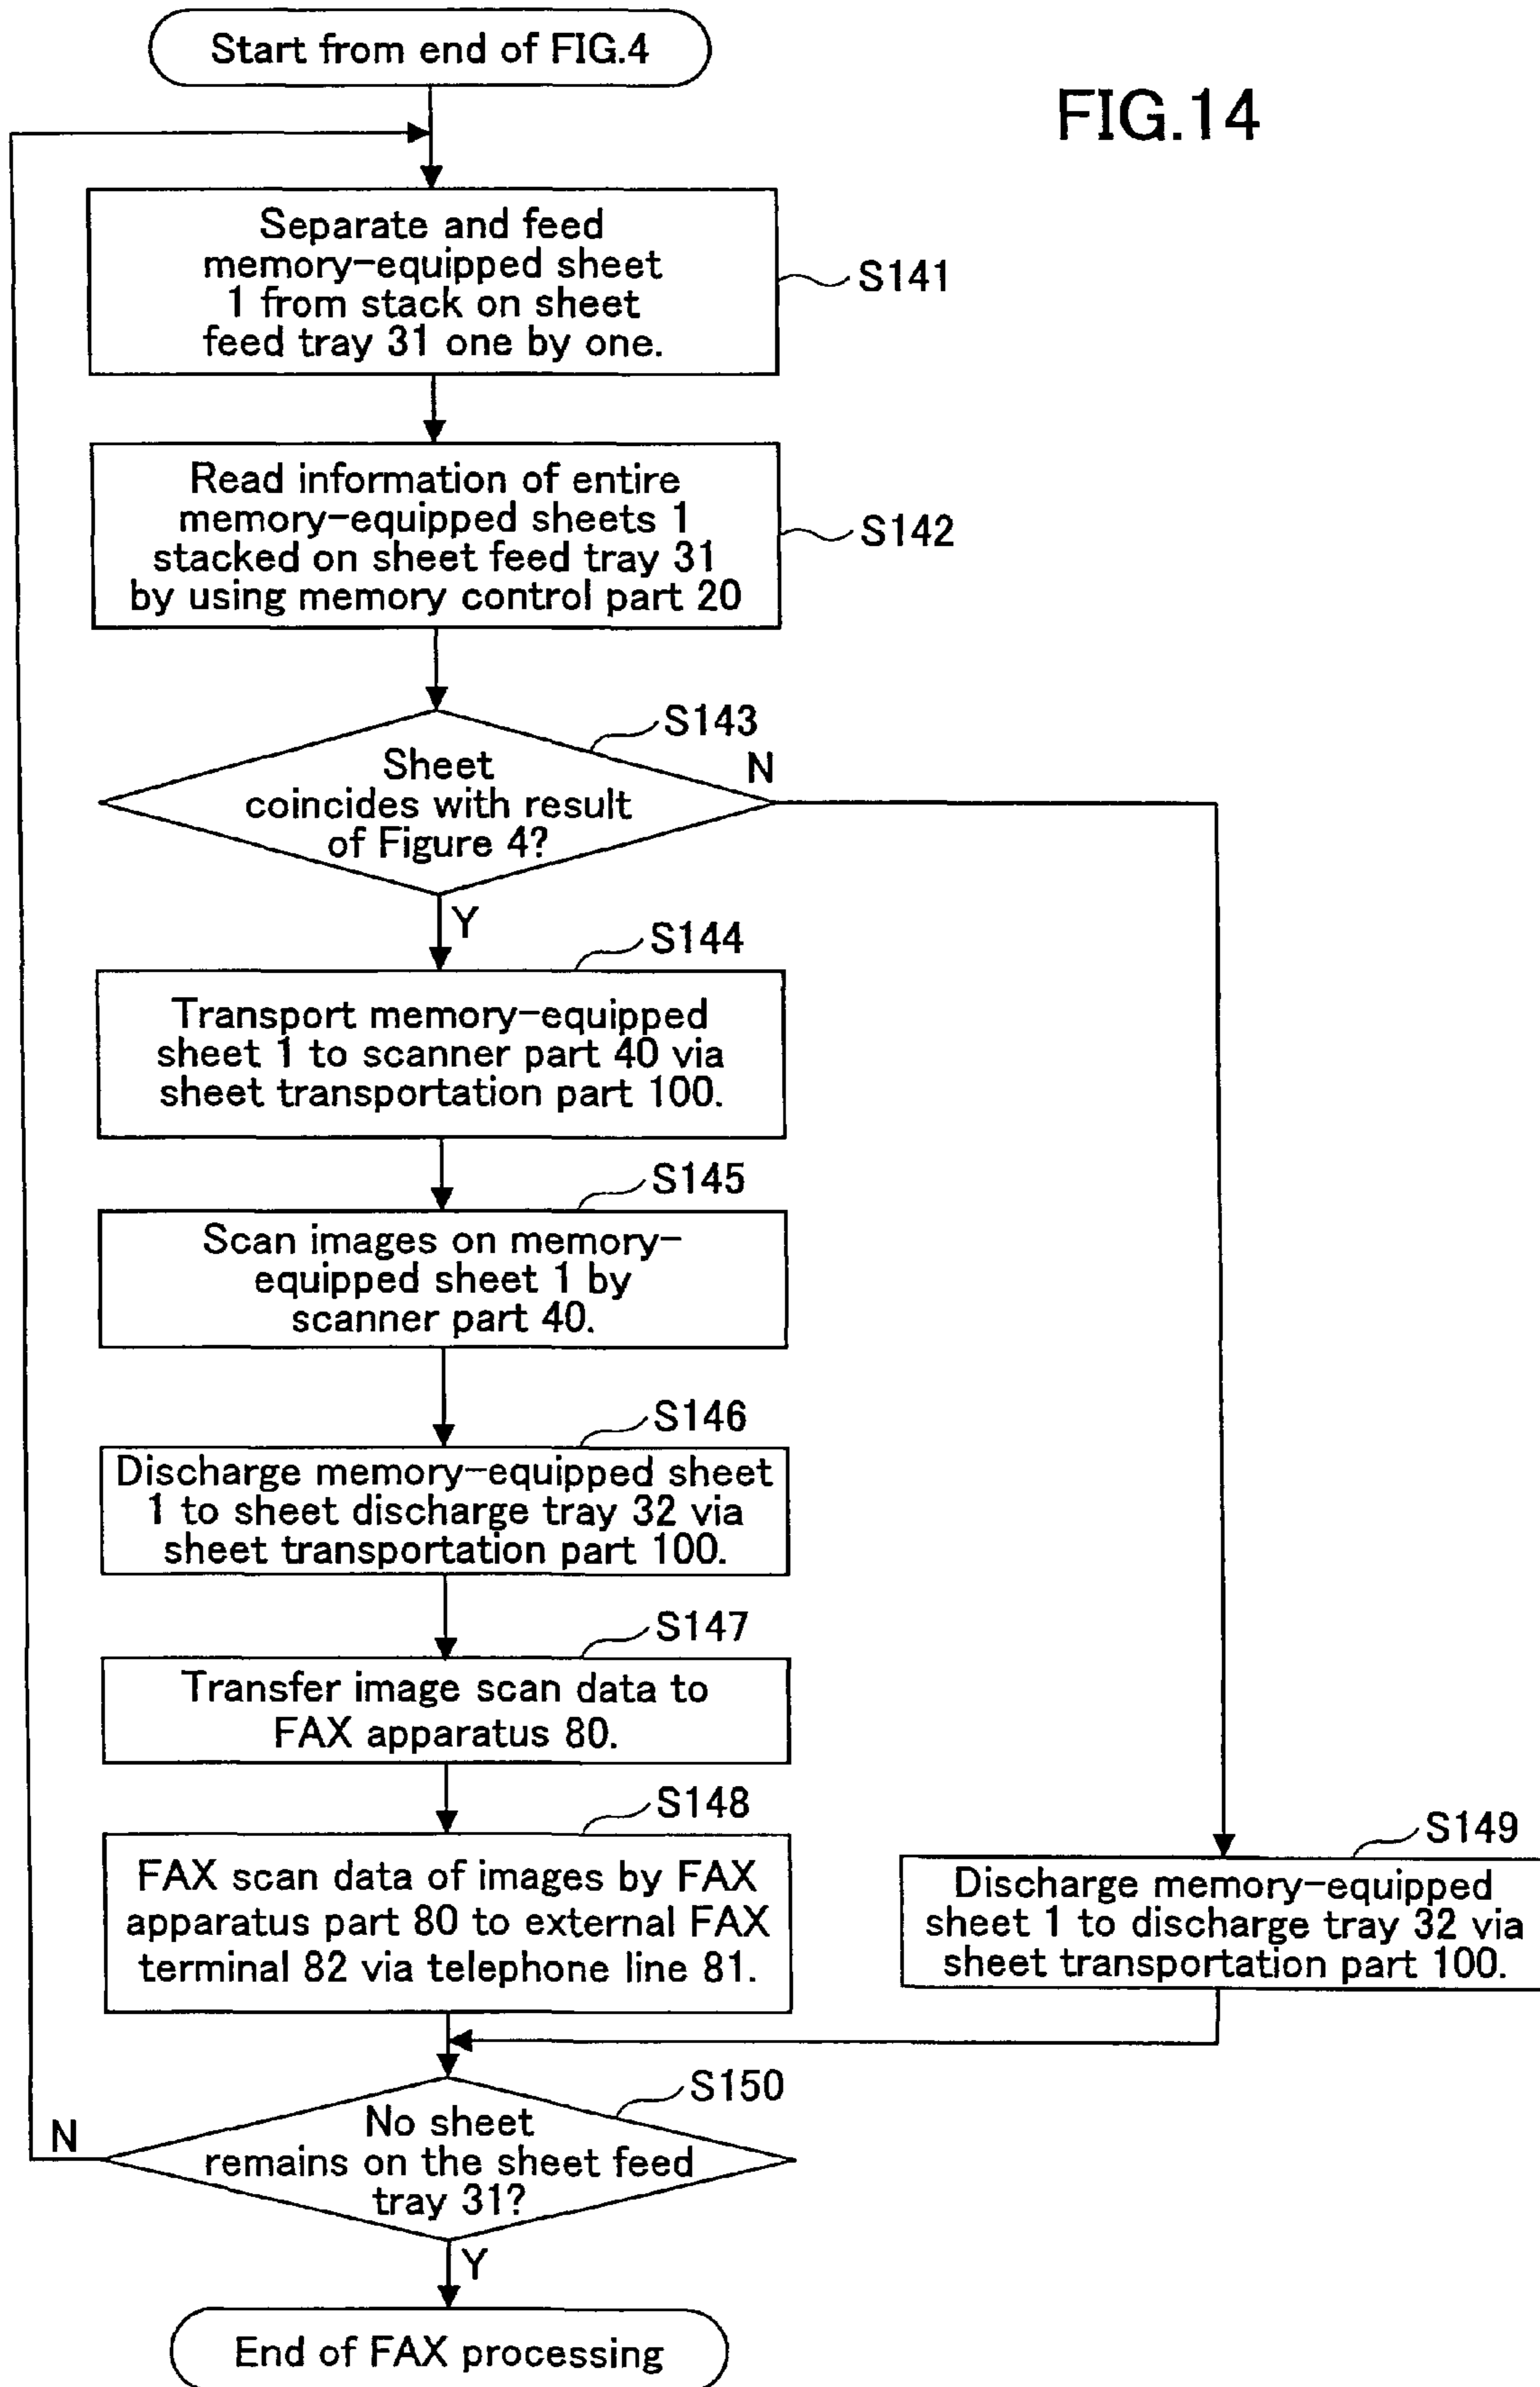 Start from end of FIG.4
FIG.14
Separate and feed
memory-equipped sheet
1 from stack on sheet
feed tray 31 one by one.
S141
Read information of entire
memory-equipped sheets 1
stacked on sheet feed tray 31
by using memory control part 20
S142
S143
Sheet
coincides with result
of Figure 4?
N
Y
S144
Transport memory-equipped
sheet 1 to scanner part 40 via
sheet transportation part 100.
S145
Scan images on memory-
equipped sheet 1 by
scanner part 40.
S146
Discharge memory-equipped sheet
1 to sheet discharge tray 32 via
sheet transportation part 100.
S147
Transfer image scan data to
FAX apparatus 80.
S148
FAX scan data of images by FAX
apparatus part 80 to external FAX
terminal 82 via telephone line 81.
S149
Discharge memory-equipped
sheet 1 to discharge tray 32 via
sheet transportation part 100.
S150
No sheet
remains on the sheet feed
tray 31?
N
Y
End of FAX processing